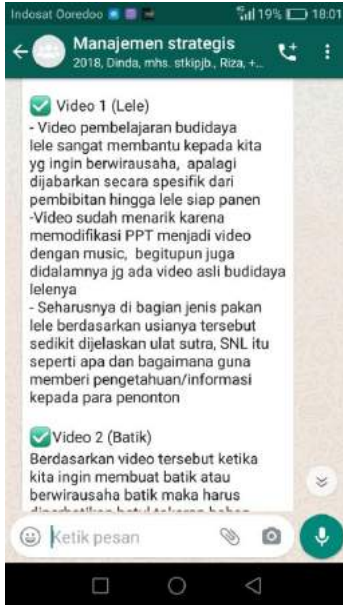 Indosat Ooredoo 19% 18:01
Manajemen strategis
2018, Dinda, mhs. stkipjb., Riza, +...
Video 1 (Lele)
- Video pembelajaran budidaya
lele sangat membantu kepada kita
yg ingin berwirausaha, apalagi
dijabarkan secara spesifik dari
pembibitan hingga lele siap panen
-Video sudah menarik karena
memodifikasi PPT menjadi video
dengan music, begitupun juga
didalamnya jg ada video asli budidaya
lelenya
- Seharusnya di bagian jenis pakan
lele berdasarkan usianya tersebut
sedikit dijelaskan ulat sutra, SNL itu
seperti apa dan bagaimana guna
memberi pengetahuan/informasi
kepada para penonton
Video 2 (Batik)
Berdasarkan video tersebut ketika
kita ingin membuat batik atau
berwirausaha batik maka harus
Ketik pesan